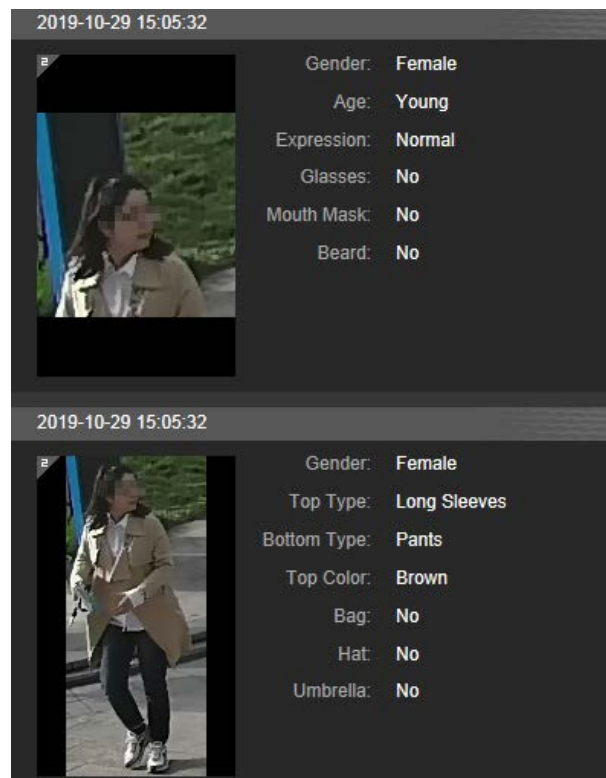 2019-10-29 15:05:32
2
Gender: Female
Age: Young
Expression: Normal
Glasses: No
Mouth Mask: No
Beard: No
2019-10-29 15:05:32
2
Gender: Female
Top Type: Long Sleeves
Bottom Type: Pants
Top Color: Brown
Bag: No
Hat: No
Umbrella: No